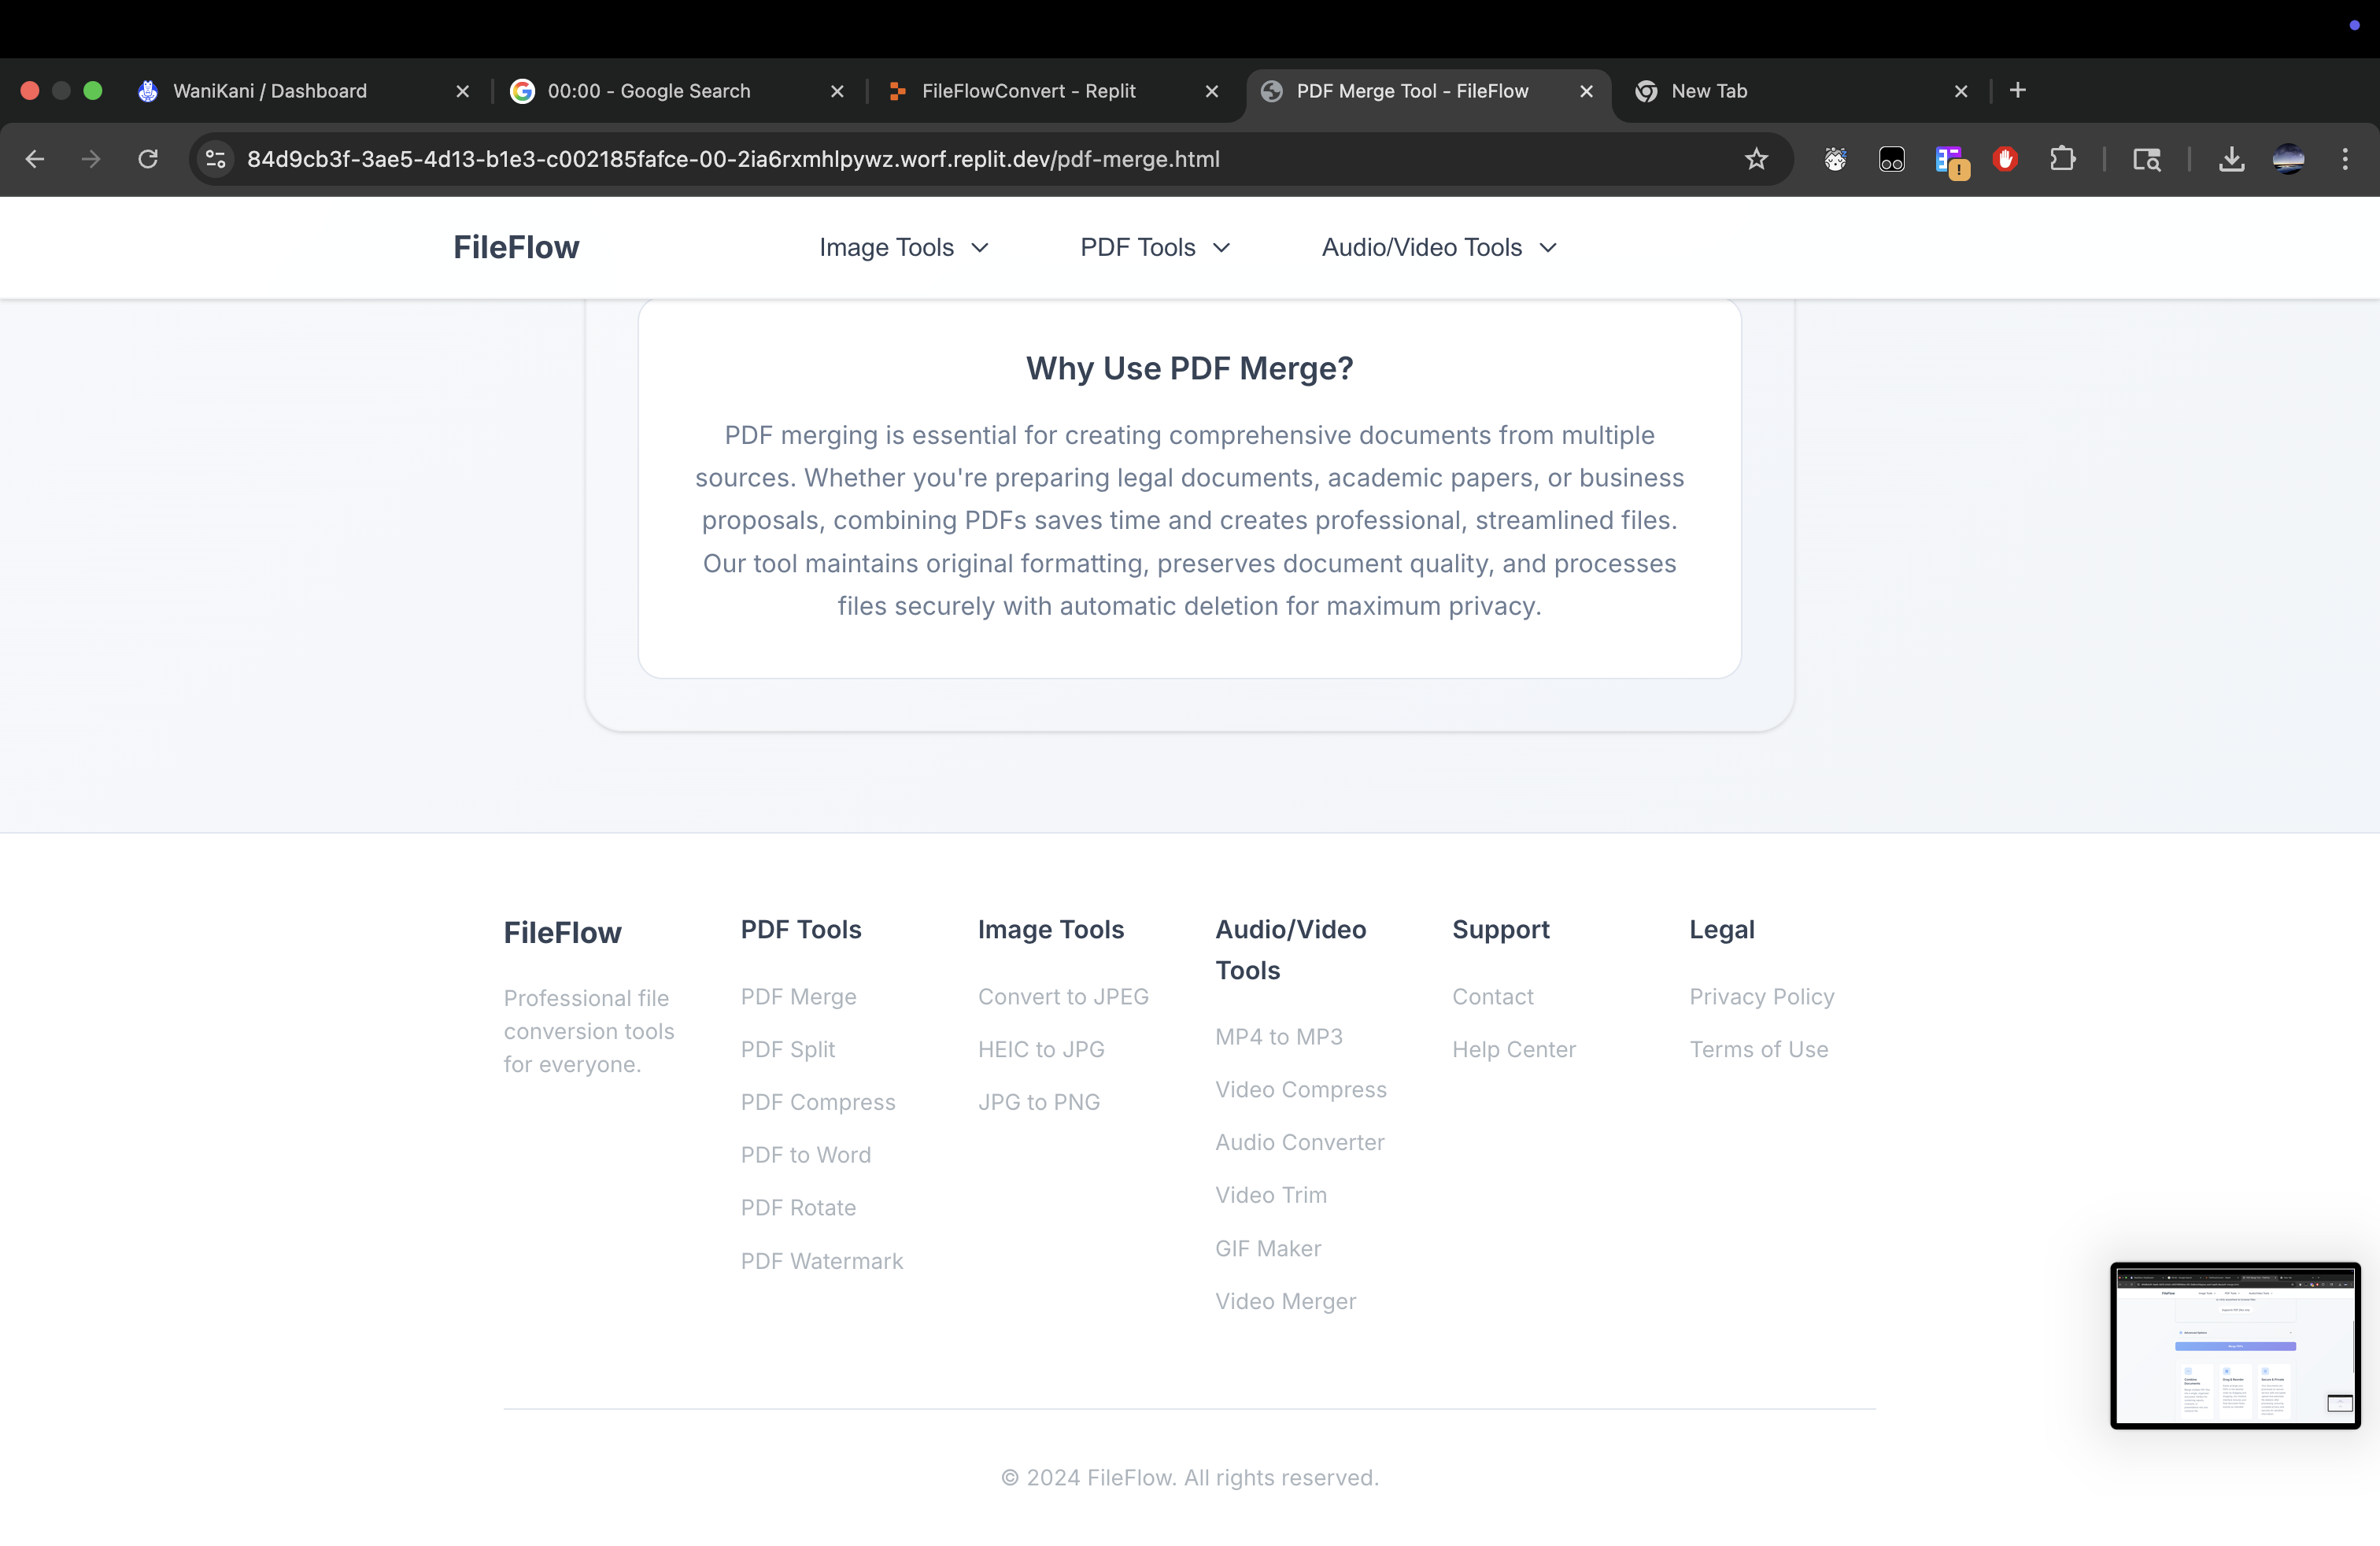 WaniKani / Dashboard
00:00 - Google Search
FileFlowConvert - Replit
PDF Merge Tool - FileFlow
New Tab
84d9cb3f-3ae5-4d13-b1e3-c002185fafce-00-2ia6rxmhlpywz.worf.replit.dev/pdf-merge.html
FileFlow
Image Tools
PDF Tools
Audio/Video Tools
Why Use PDF Merge?
PDF merging is essential for creating comprehensive documents from multiple
sources. Whether you're preparing legal documents, academic papers, or business
proposals, combining PDFs saves time and creates professional, streamlined files.
Our tool maintains original formatting, preserves document quality, and processes
files securely with automatic deletion for maximum privacy.
FileFlow
Professional file
conversion tools
for everyone.
PDF Tools
PDF Merge
PDF Split
PDF Compress
PDF to Word
PDF Rotate
PDF Watermark
Image Tools
Convert to JPEG
HEIC to JPG
JPG to PNG
Audio/Video
Tools
MP4 to MP3
Video Compress
Audio Converter
Video Trim
GIF Maker
Video Merger
Support
Contact
Help Center
Legal
Privacy Policy
Terms of Use
© 2024 FileFlow. All rights reserved.